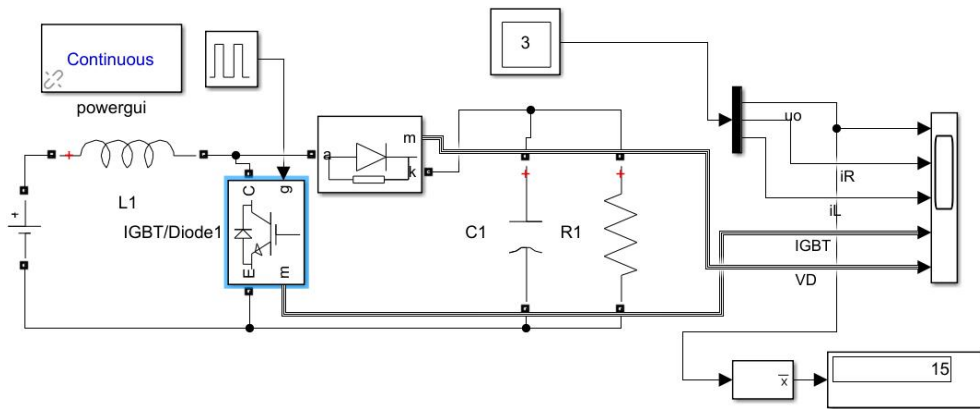 Continuous
powergui
3
uo
iR
iL
IGBT
VD
m
a
k
L1
C
g
IGBT/Diode1
E
m
C1
R1
x
15